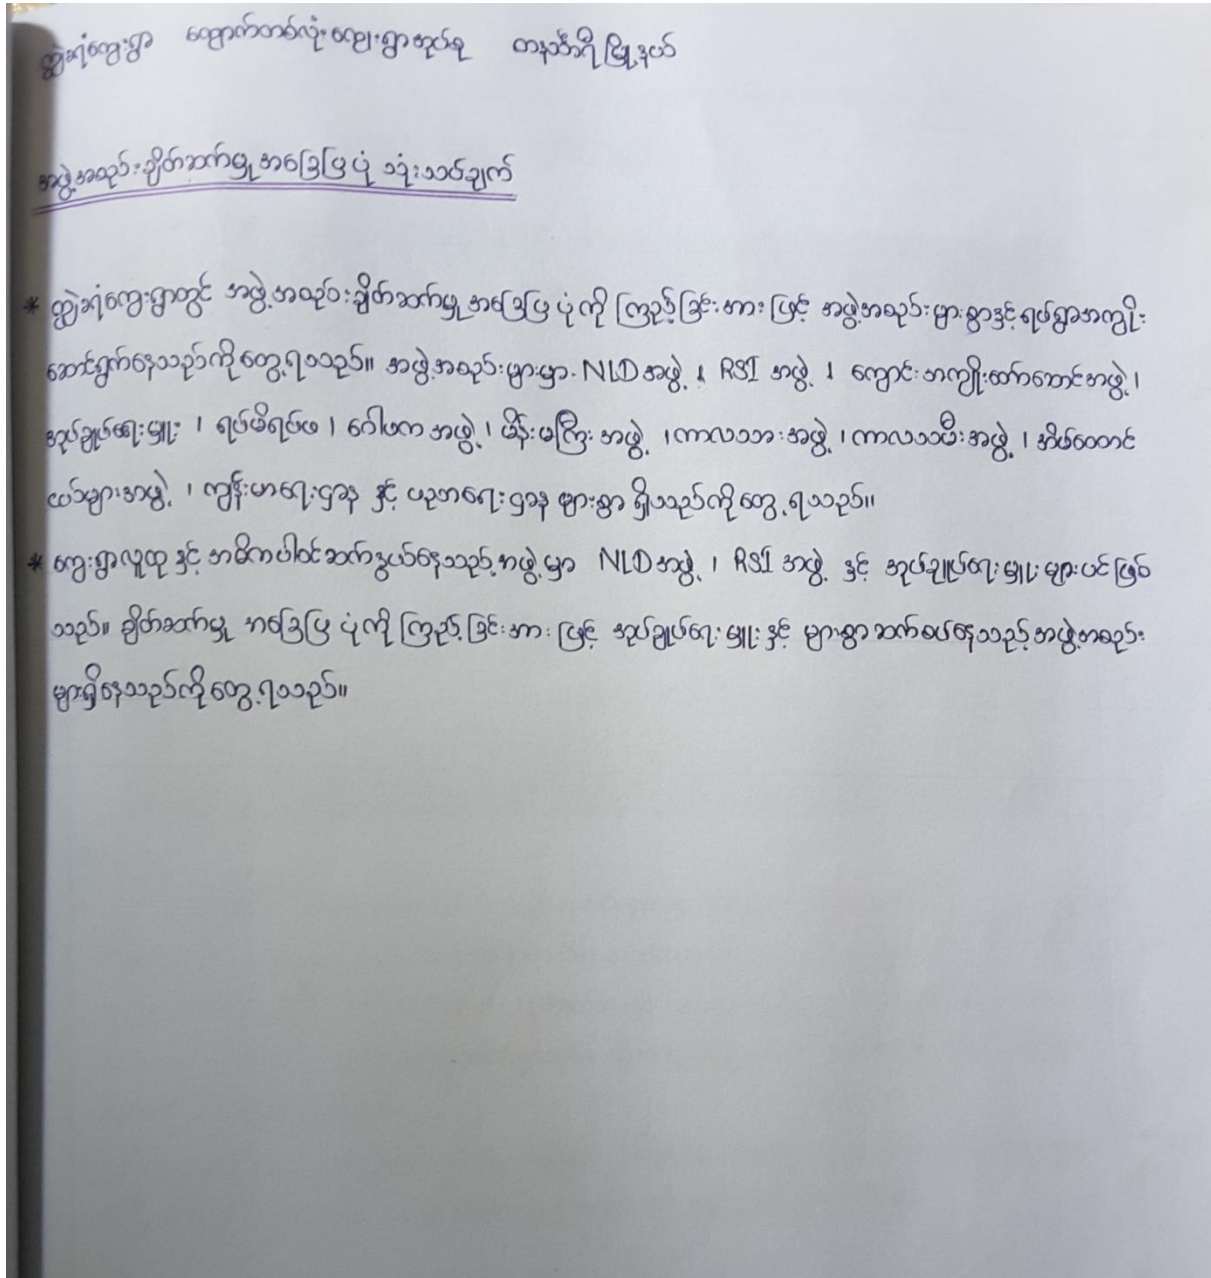 ကျွဲရုံကျေးရွာ ကျောက်တစ်လုံးကျေးရွာအုပ်စု တနင်္သာရီမြို့နယ်
အဖွဲ့အစည်းချိတ်ဆက်မှုအခြေပြပုံ သုံးသပ်ချက်
* ကျွဲရုံကျေးရွာတွင် အဖွဲ့အစည်းချိတ်ဆက်မှုအခြေပြပုံကို ကြည့်ခြင်းအားဖြင့် အဖွဲ့အစည်းများစွာနှင့် ရပ်ရွာအကျိုး
ဆောင်ရွက်နေသည်ကိုတွေ့ရသည်။ အဖွဲ့အစည်းများမှာ NLD အဖွဲ့ ၊ RSI အဖွဲ့ ၊ ကျောင်းအကျိုးတော်ဆောင်အဖွဲ့ ၊
အုပ်ချုပ်ရေးမှူး ၊ ရပ်မိရပ်ဖ ၊ ဂေါပကအဖွဲ့ ၊ မိန်းမကြီးအဖွဲ့ ၊ ကာလသားအဖွဲ့ ၊ ကာလသမီးအဖွဲ့ ၊ အိမ်ထောင်
ငယ်များအဖွဲ့ ၊ ကျန်းမာရေးဌာန နှင့် ပညာရေးဌာန များစွာ ရှိသည်ကိုတွေ့ရသည်။
* ကျေးရွာလူထု နှင့် အဓိကပါဝင်ဆက်နွယ်နေသည့်အဖွဲ့မှာ NLD အဖွဲ့ ၊ RSI အဖွဲ့ နှင့် အုပ်ချုပ်ရေးမှူးများပင်ဖြစ်
သည်။ ချိတ်ဆက်မှု အခြေပြပုံကို ကြည့်ခြင်းအားဖြင့် အုပ်ချုပ်ရေးမှူးနှင့် များစွာဆက်စပ်နေသည့်အဖွဲ့အစည်း
များရှိနေသည်ကိုတွေ့ရသည်။